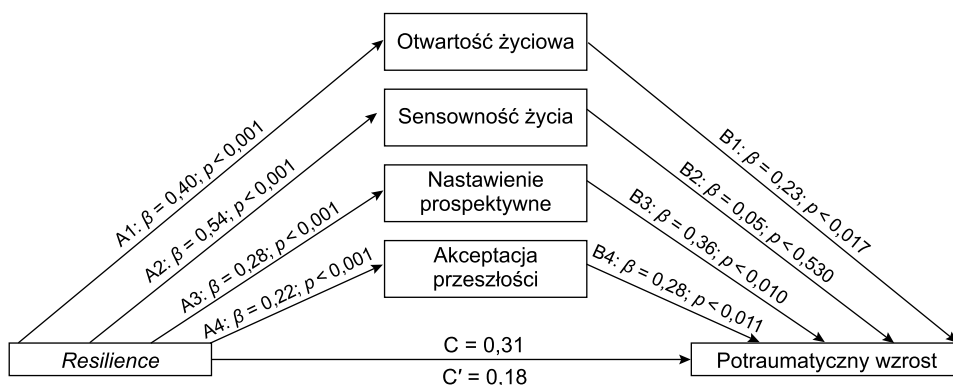 Otwartość życiowa
Sensowność życia
Nastawienie
prospektywne
Akceptacja
przeszłości
A1: β = 0,40; p < 0,001
A2: β = 0,54; p < 0,001
A3: β = 0,28; p < 0,001
A4: β = 0,22; p < 0,001
B1: β = 0,23; p < 0,017
B2: β = 0,05; p < 0,530
B3: β = 0,36; p < 0,010
B4: β = 0,28; p < 0,011
Resilience
C = 0,31
C′ = 0,18
Potraumatyczny wzrost